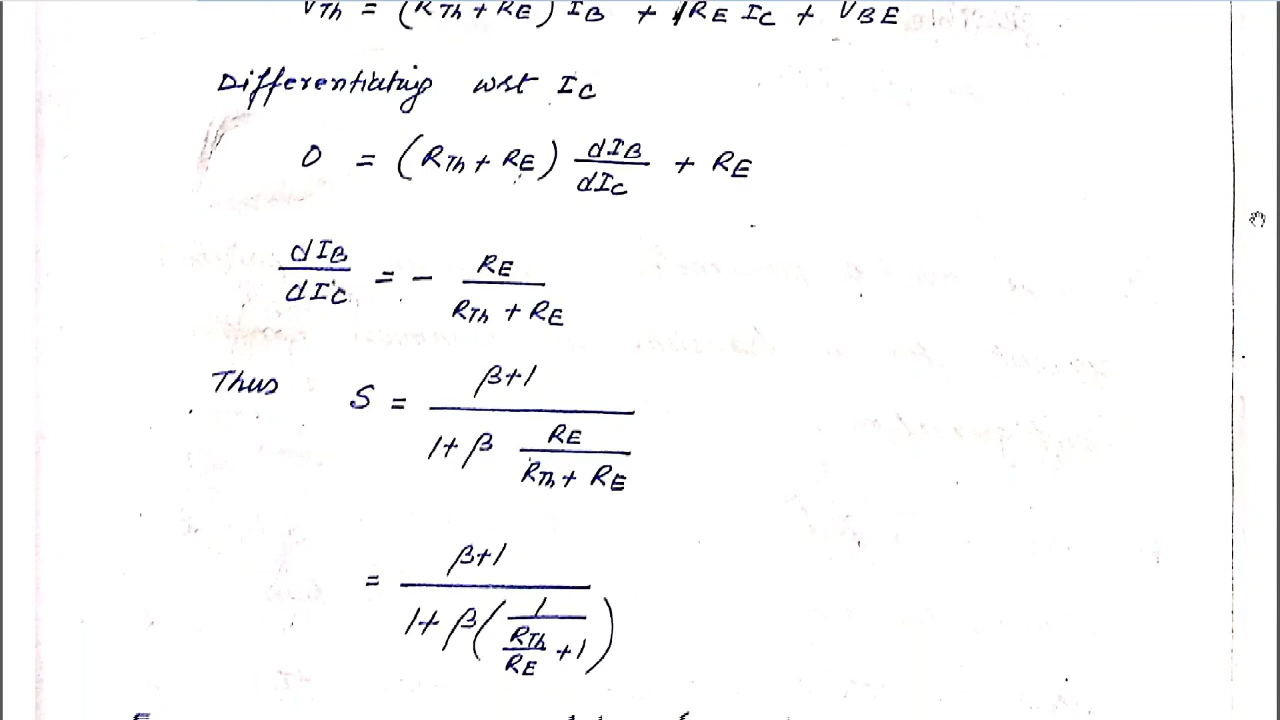 VTh = (RTh + RE) IB + RE IC + VBE
Differentiating wrt IC
0 = (RTh + RE) dIB/dIC + RE
dIB/dIC = - RE/(RTh + RE)
Thus S = (β+1)/(1+ β RE/(RTh + RE))
= (β+1)/(1+ β(1/(RTh/RE +1)))